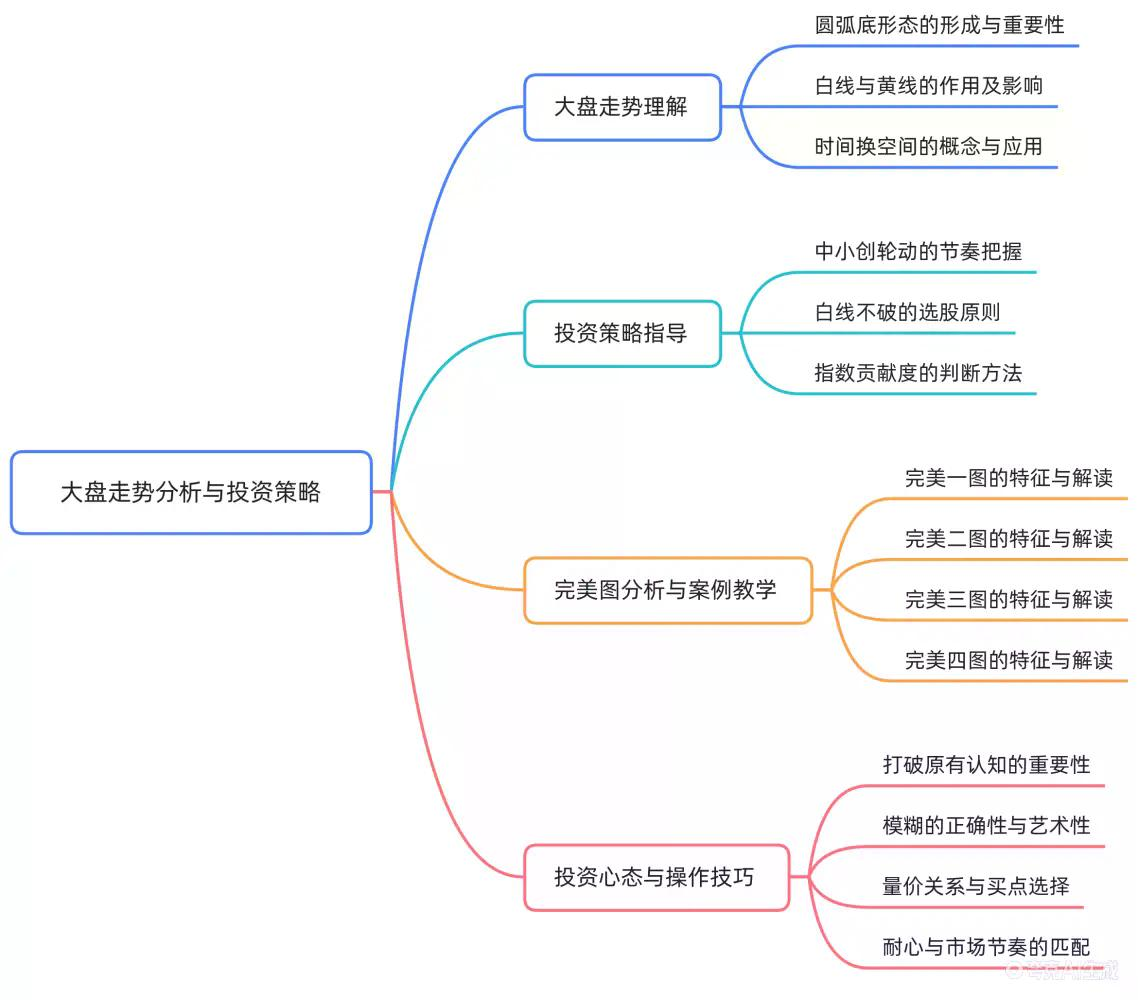 大盘走势分析与投资策略
大盘走势理解
圆弧底形态的形成与重要性
白线与黄线的作用及影响
时间换空间的概念与应用
投资策略指导
中小创轮动的节奏把握
白线不破的选股原则
指数贡献度的判断方法
完美图分析与案例教学
完美一图的特征与解读
完美二图的特征与解读
完美三图的特征与解读
完美四图的特征与解读
投资心态与操作技巧
打破原有认知的重要性
模糊的正确性与艺术性
量价关系与买点选择
耐心与市场节奏的匹配
夸克AI生成